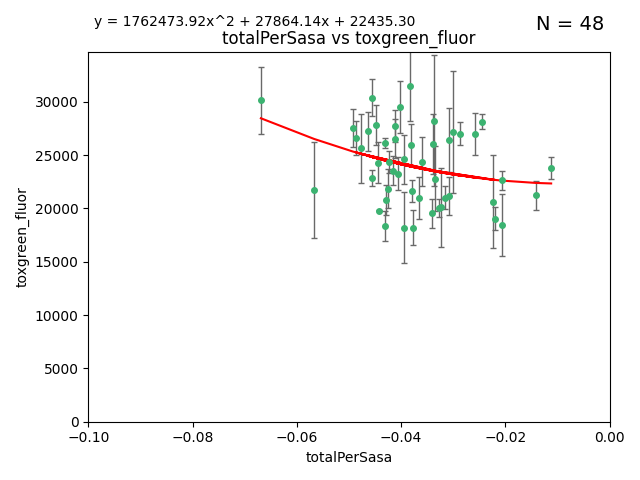 y = 1762473.92x^2 + 27864.14x + 22435.30
N = 48
totalPerSasa vs toxgreen_fluor
toxgreen_fluor
30000
25000
20000
15000
10000
5000
0
−0.10
−0.08
−0.06
−0.04
−0.02
0.00
totalPerSasa